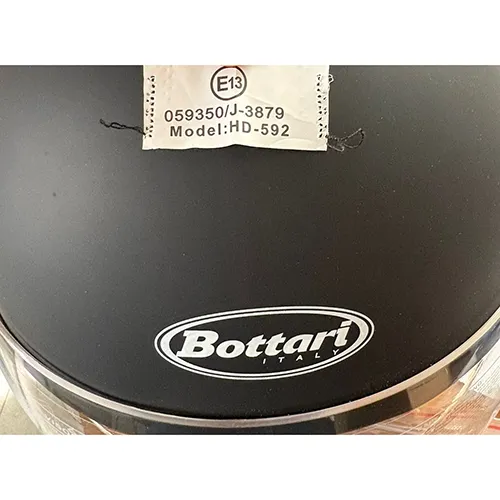 E13
059350/J-3879
Model:HD-592
Bottari
ITALY